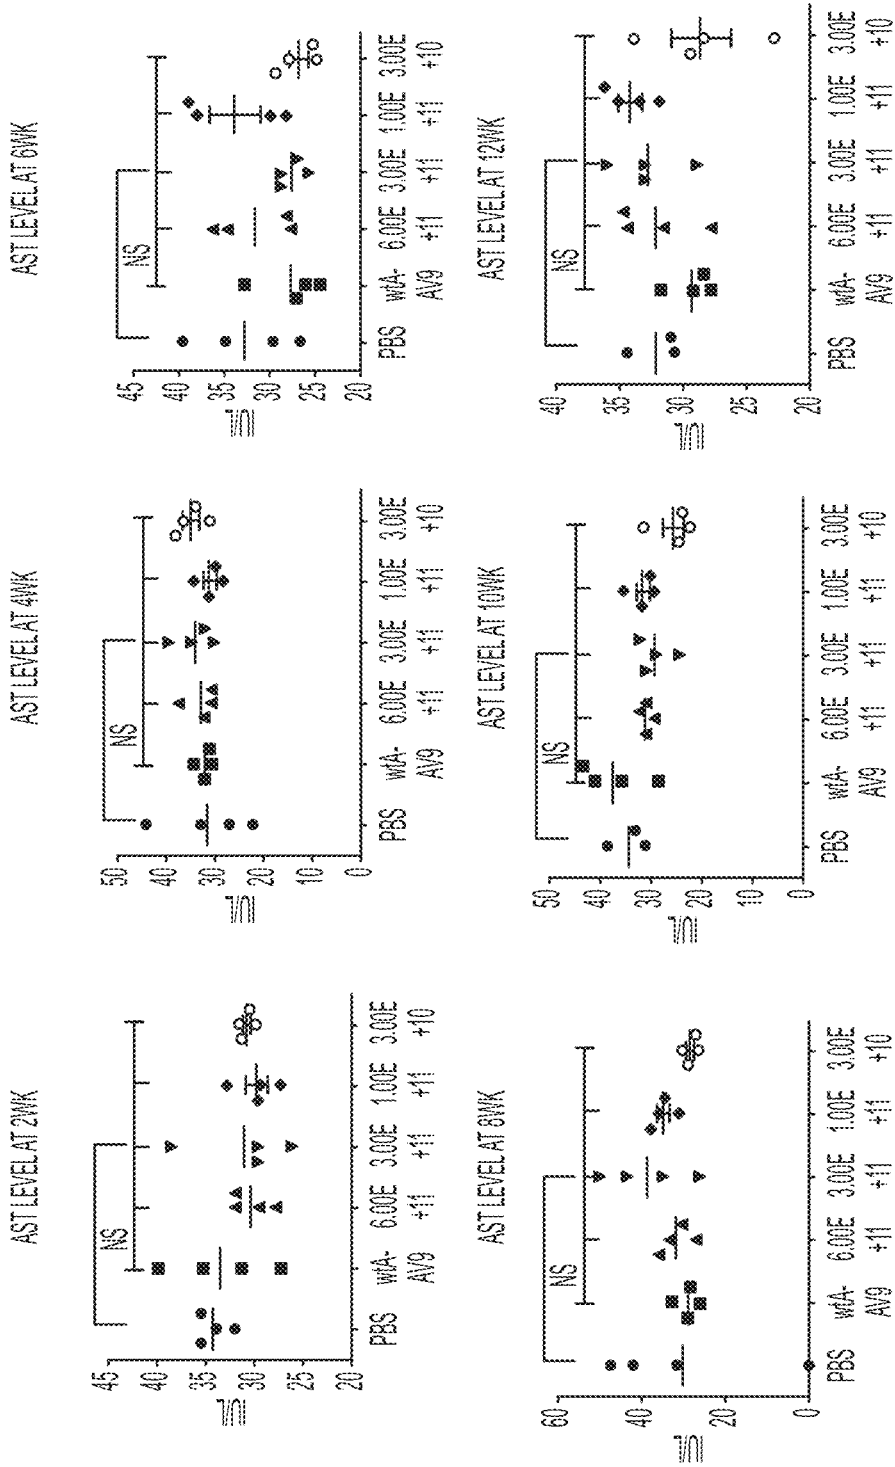 AST LEVEL AT 2WK
NS
IU/L
45
40
35
30
25
20
PBS wtA- 6.00E 3.00E 1.00E 3.00E
AV9 +11 +11 +11 +10
AST LEVEL AT 4WK
NS
IU/L
50
40
30
20
10
0
PBS wtA- 6.00E 3.00E 1.00E 3.00E
AV9 +11 +11 +11 +10
AST LEVEL AT 6WK
NS
IU/L
45
40
35
30
25
20
PBS wtA- 6.00E 3.00E 1.00E 3.00E
AV9 +11 +11 +11 +10
AST LEVEL AT 8WK
NS
IU/L
60
40
20
0
PBS wtA- 6.00E 3.00E 1.00E 3.00E
AV9 +11 +11 +11 +10
AST LEVEL AT 10WK
NS
IU/L
50
40
30
20
10
0
PBS wtA- 6.00E 3.00E 1.00E 3.00E
AV9 +11 +11 +11 +10
AST LEVEL AT 12WK
NS
IU/L
40
35
30
25
20
PBS wtA- 6.00E 3.00E 1.00E 3.00E
AV9 +11 +11 +11 +10